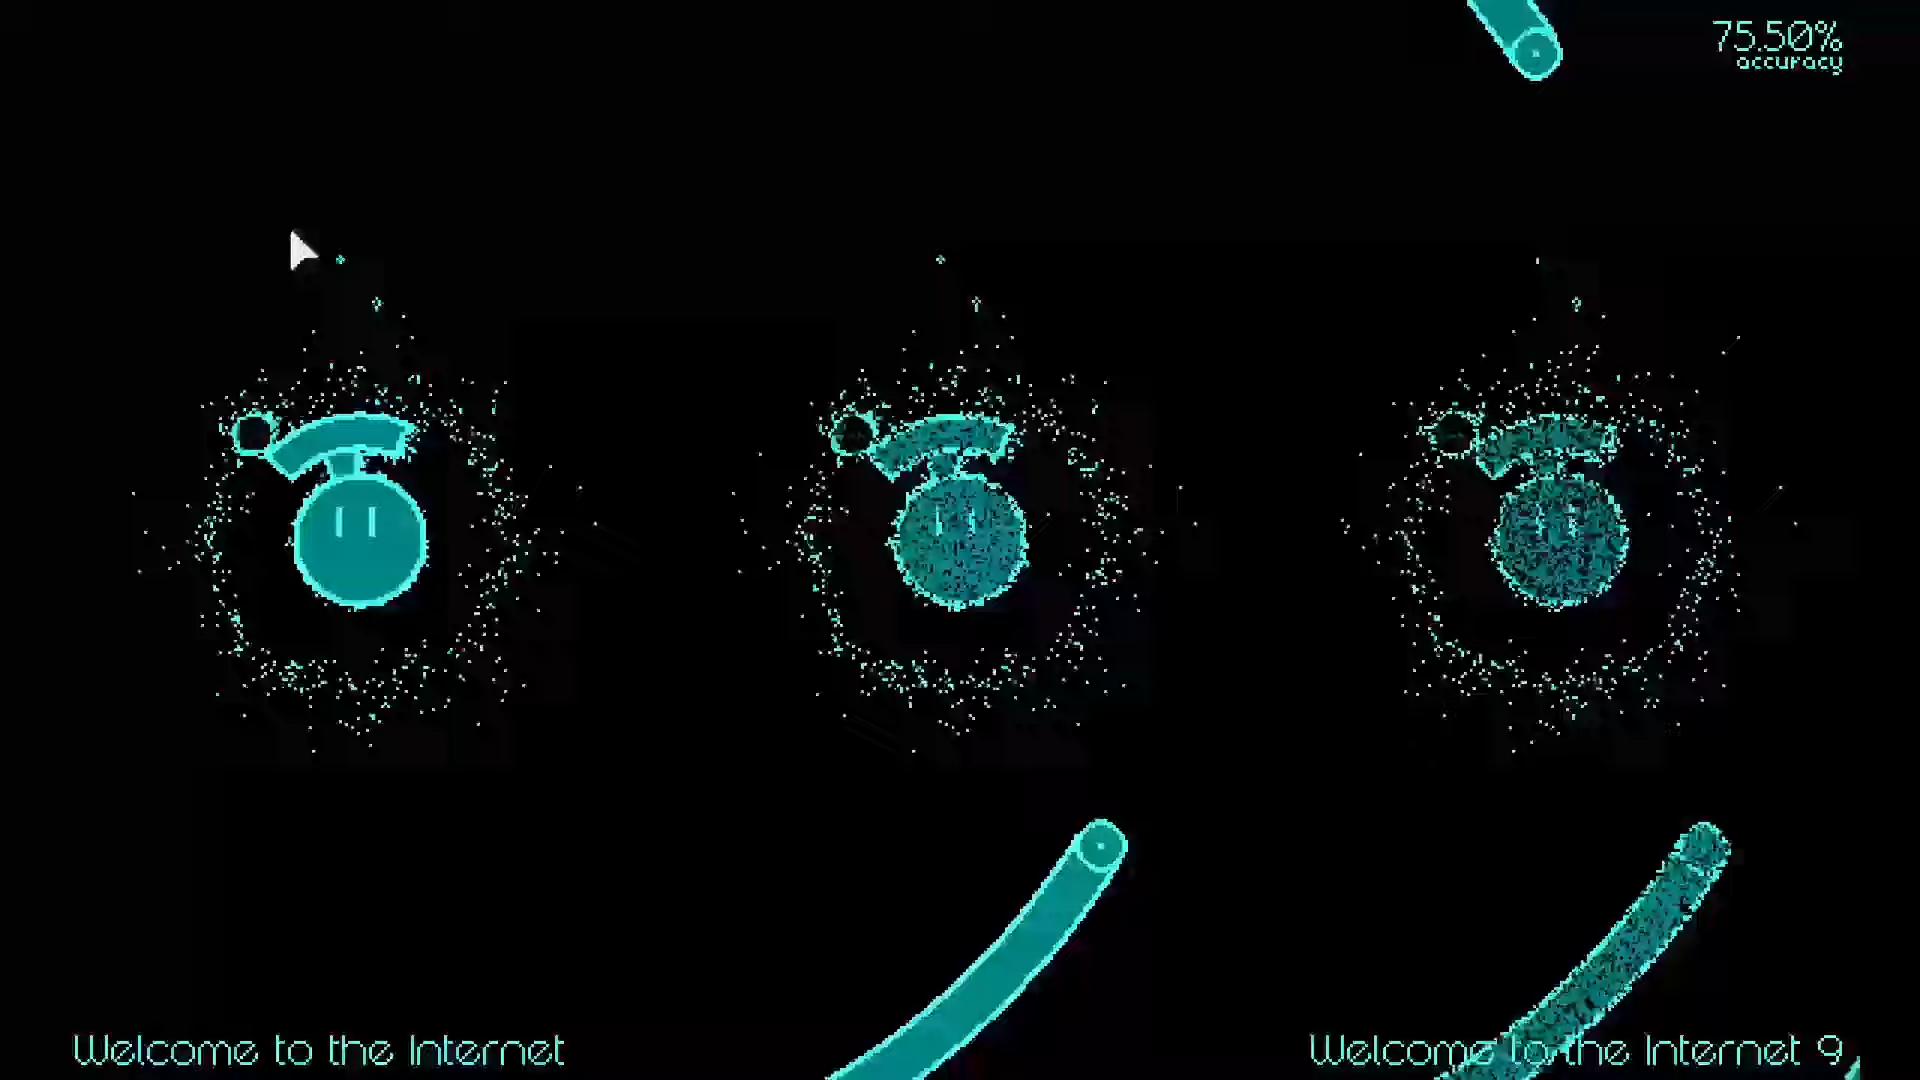 75.50%
accuracy
Welcome to the Internet
Welcome to the Internet 9